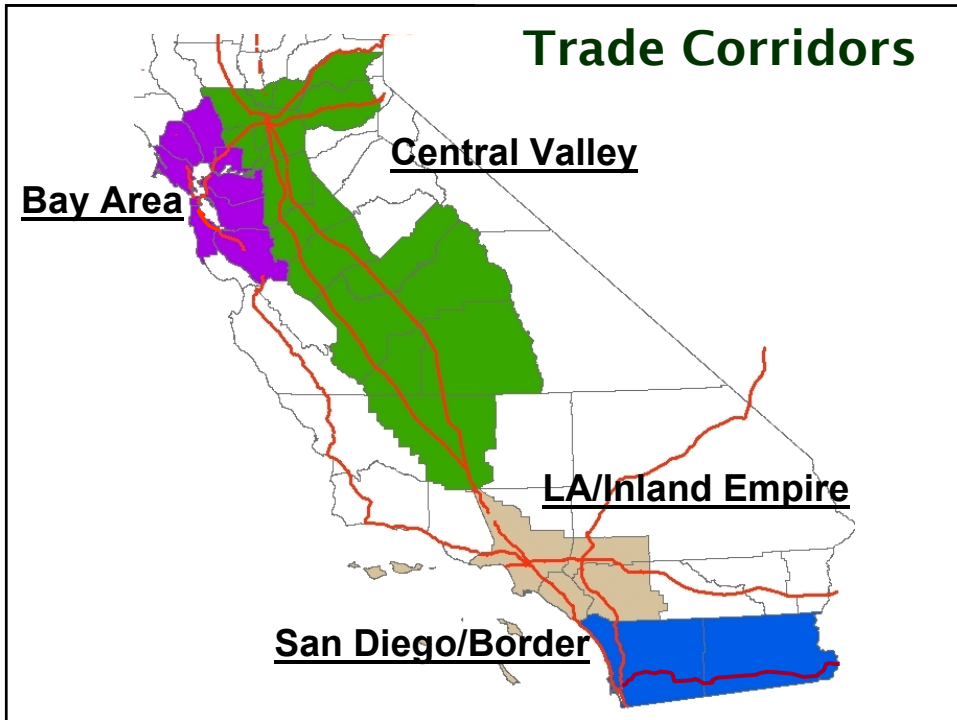 Trade Corridors
Central Valley
Bay Area
LA/Inland Empire
San Diego/Border